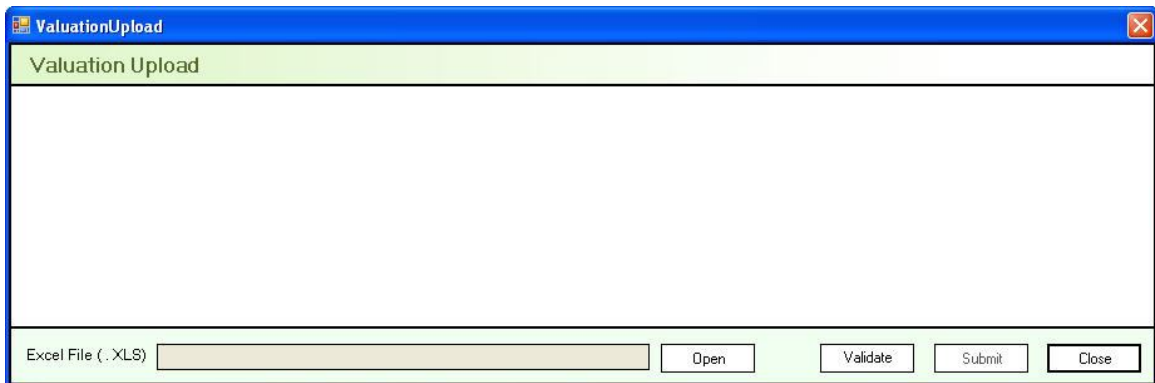 ValuationUpload
Valuation Upload
Excel File ( . XLS) Open Validate Submit Close